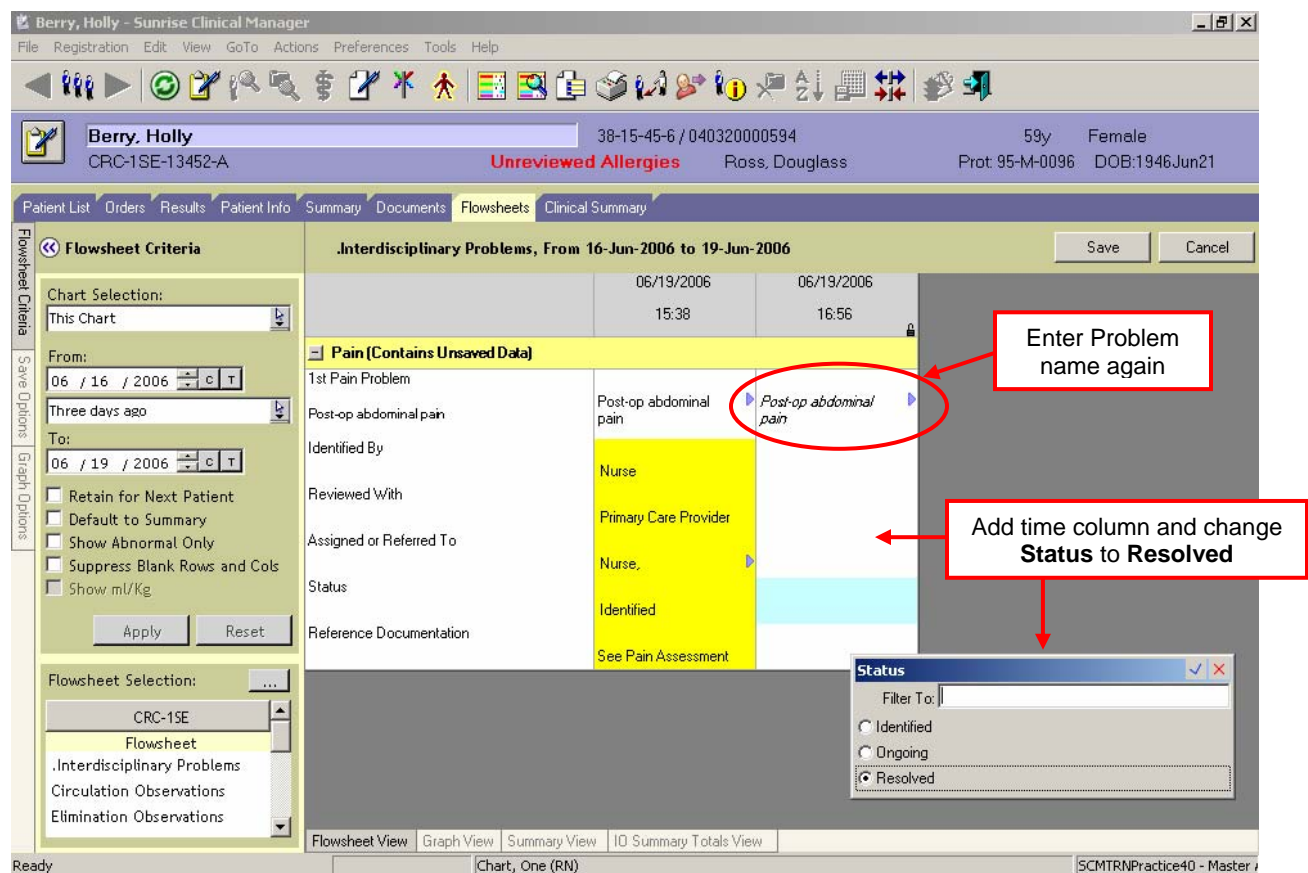 Berry, Holly - Sunrise Clinical Manager
File Registration Edit View GoTo Actions Preferences Tools Help
Berry, Holly 38-15-45-6 / 040320000594 59y Female
CRC-1SE-13452-A Unreviewed Allergies Ross, Douglass Prot: 95-M-0096 DOB:1946Jun21
Patient List Orders Results Patient Info Summary Documents Flowsheets Clinical Summary
Flowsheet Criteria
Save Options
Graph Options
Flowsheet Criteria
.Interdisciplinary Problems, From 16-Jun-2006 to 19-Jun-2006
Save Cancel
Chart Selection:
This Chart
From:
06 / 16 / 2006 C T
Three days ago
To:
06 / 19 / 2006 C T
Retain for Next Patient
Default to Summary
Show Abnormal Only
Suppress Blank Rows and Cols
Show ml/Kg
Apply Reset
Flowsheet Selection: ...
CRC-1SE
Flowsheet
.Interdisciplinary Problems
Circulation Observations
Elimination Observations
06/19/2006 06/19/2006
15:38 16:56
Pain (Contains Unsaved Data)
1st Pain Problem
Post-op abdominal pain
Identified By
Reviewed With
Assigned or Referred To
Status
Reference Documentation
Post-op abdominal
pain
Nurse
Primary Care Provider
Nurse,
Identified
See Pain Assessment
Post-op abdominal
pain
Enter Problem
name again
Add time column and change
Status to Resolved
Status
Filter To:
Identified
Ongoing
Resolved
Flowsheet View Graph View Summary View IO Summary Totals View
Ready Chart, One (RN) SCMTRNPractice40 - Master